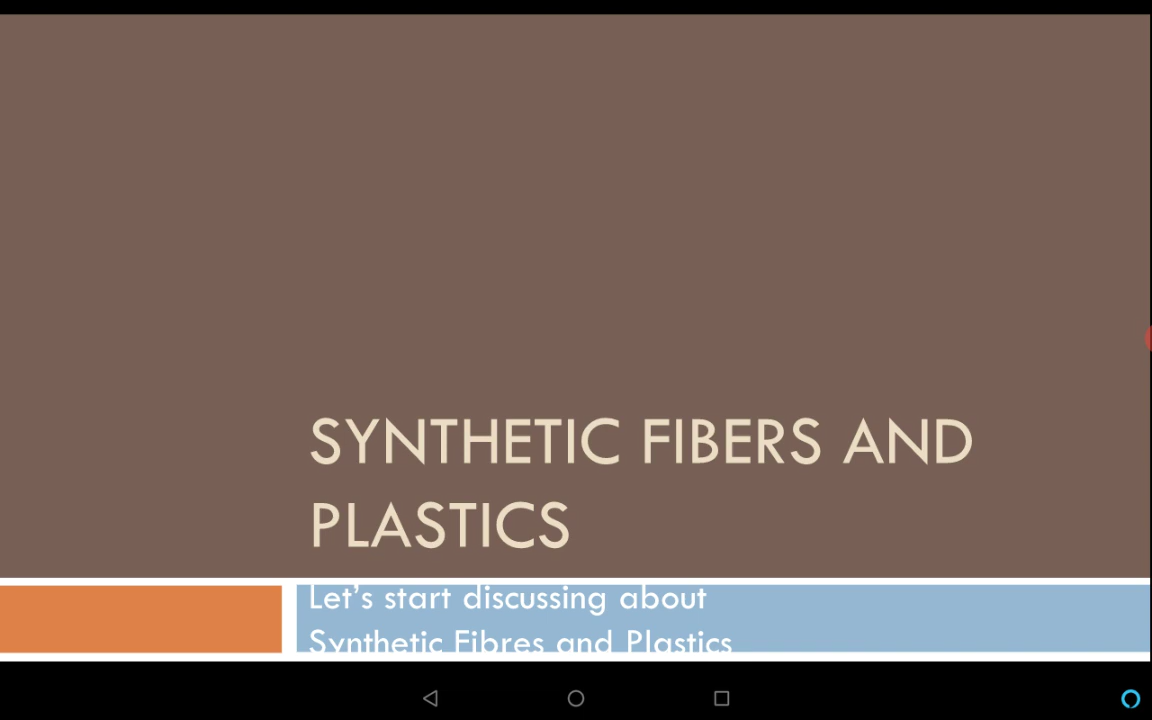 SYNTHETIC FIBERS AND
PLASTICS
Let's start discussing about
Synthetic Fibres and Plastics